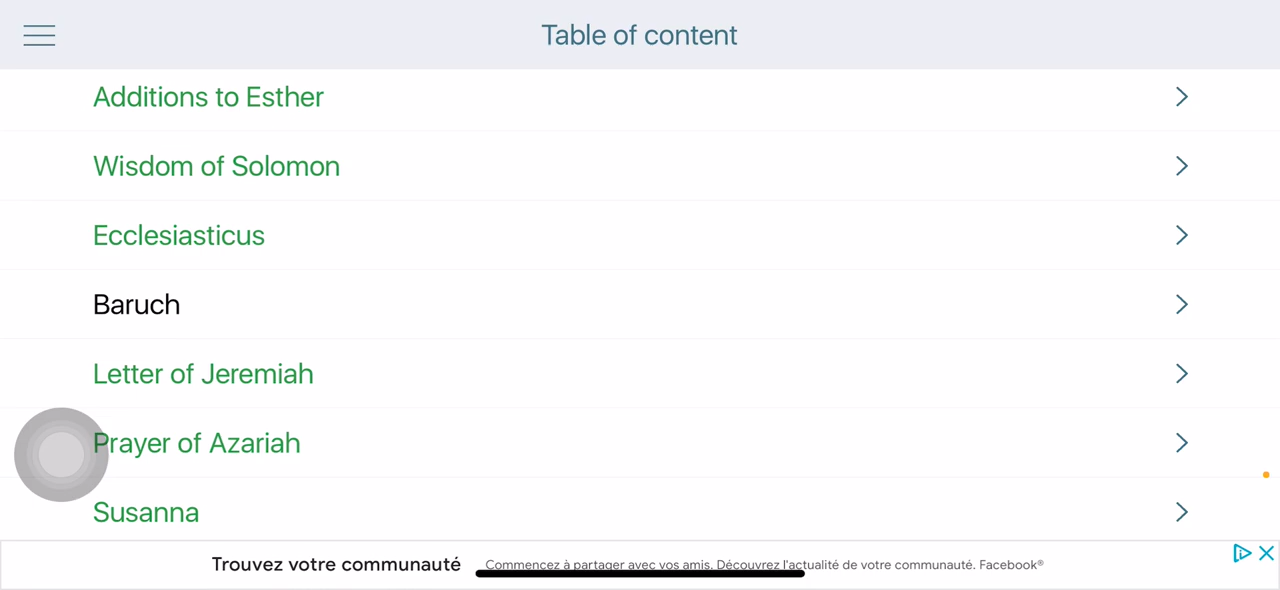 Table of content
Additions to Esther
Wisdom of Solomon
Ecclesiasticus
Baruch
Letter of Jeremiah
Prayer of Azariah
Susanna
Trouvez votre communauté Commencez à partager avec vos amis. Découvrez l'actualité de votre communauté. Facebook®